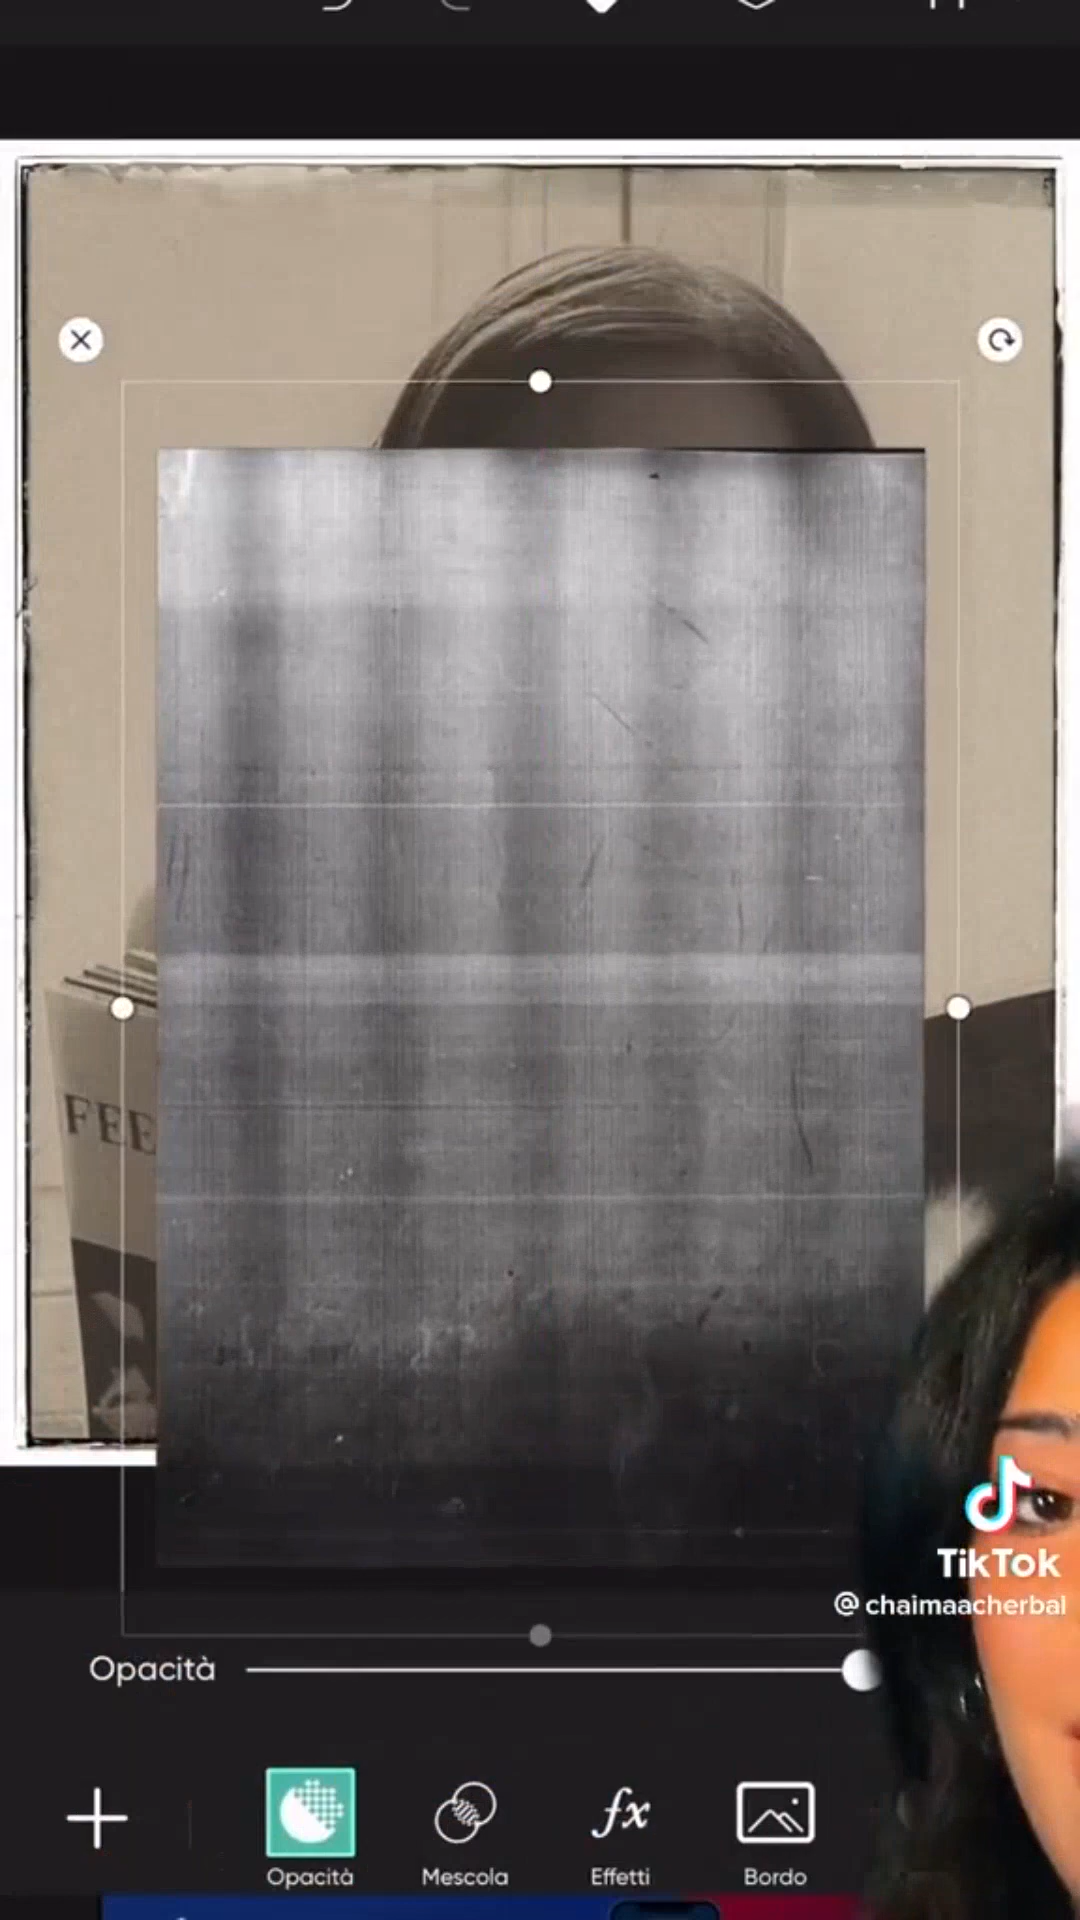 FEE
TikTok
@chaimaacherbal
Opacità
Opacità
Mescola
Effetti
Bordo